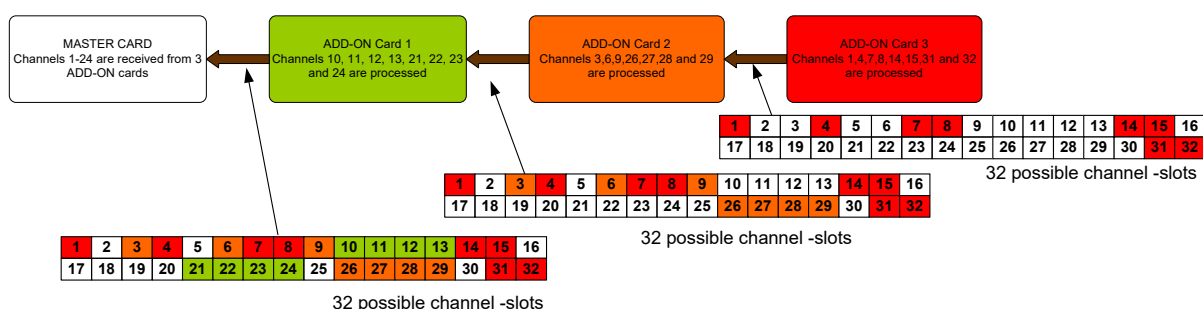 MASTER CARD
Channels 1-24 are received from 3
ADD-ON cards
ADD-ON Card 1
Channels 10, 11, 12, 13, 21, 22, 23
and 24 are processed
ADD-ON Card 2
Channels 3,6,9,26,27,28 and 29
are processed
ADD-ON Card 3
Channels 1,4,7,8,14,15,31 and 32
are processed
1 2 3 4 5 6 7 8 9 10 11 12 13 14 15 16
17 18 19 20 21 22 23 24 25 26 27 28 29 30 31 32
32 possible channel -slots
1 2 3 4 5 6 7 8 9 10 11 12 13 14 15 16
17 18 19 20 21 22 23 24 25 26 27 28 29 30 31 32
32 possible channel -slots
1 2 3 4 5 6 7 8 9 10 11 12 13 14 15 16
17 18 19 20 21 22 23 24 25 26 27 28 29 30 31 32
32 possible channel -slots